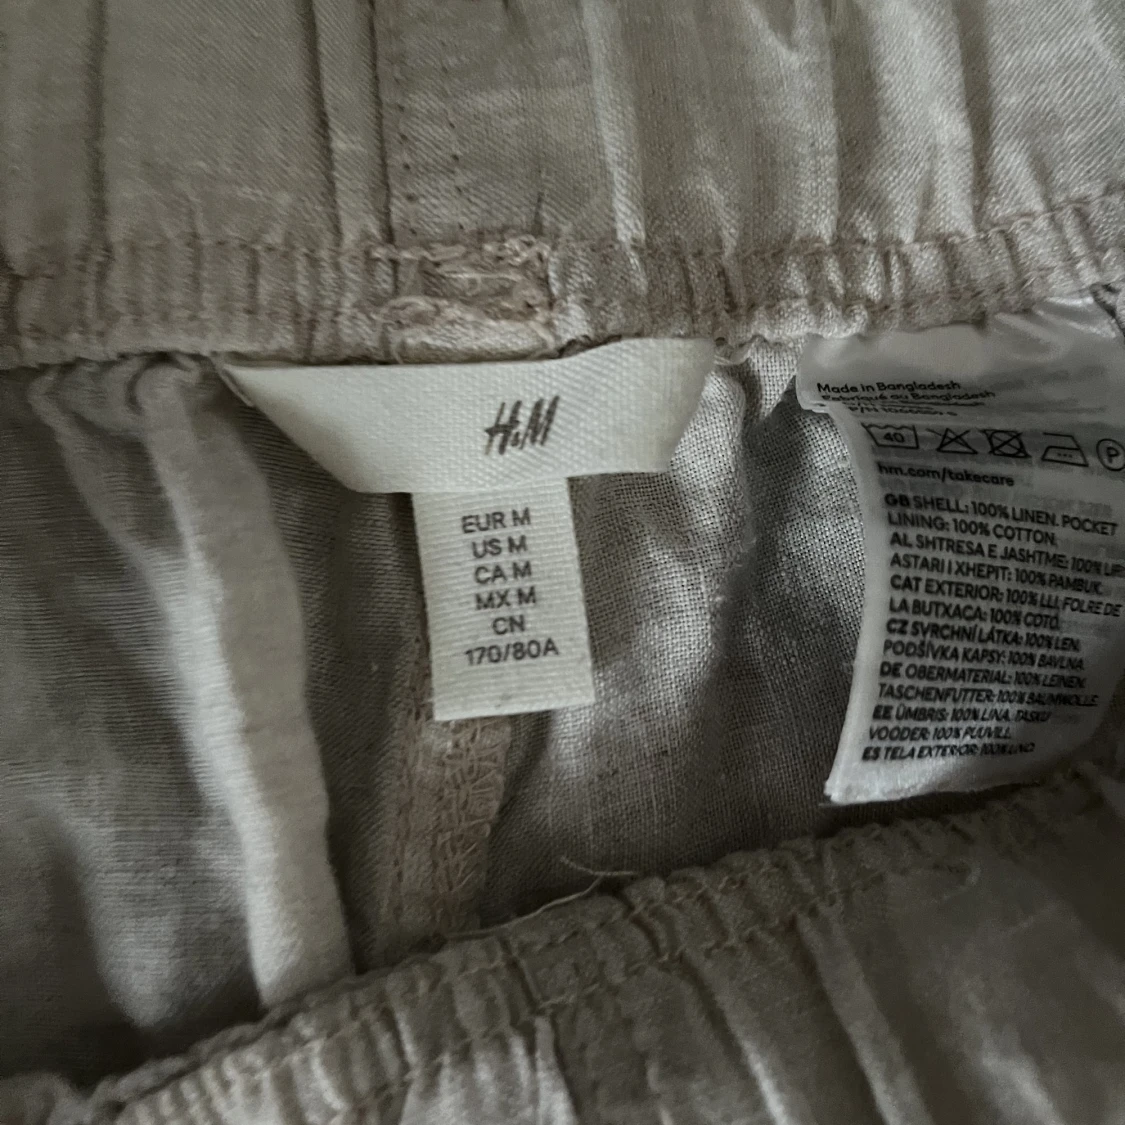 H&M
EUR M
US M
CA M
MX M
CN
170/80A
Made in Bangladesh
Fabriqué au Bangladesh
40
P
hm.com/takecare
GB SHELL: 100% LINEN. POCKET
LINING: 100% COTTON.
AL SHTRESA E JASHTME: 100% LIRI
ASTARI I XHEPIT: 100% PAMBUK.
CAT EXTERIOR: 100% LLI, FOLRE DE
LA BUTXACA: 100% COTÓ.
CZ SVRCHNÍ LÁTKA: 100% LEN.
PODŠÍVKA KAPSY: 100% BAVLNA.
DE OBERMATERIAL: 100% LEINEN.
TASCHENFUTTER: 100% BAUMWOLLE.
EE ÜMBRIS: 100% LINA. TASKU
VOODER: 100% PUUVILL.
ES TELA EXTERIOR: 100% LINO